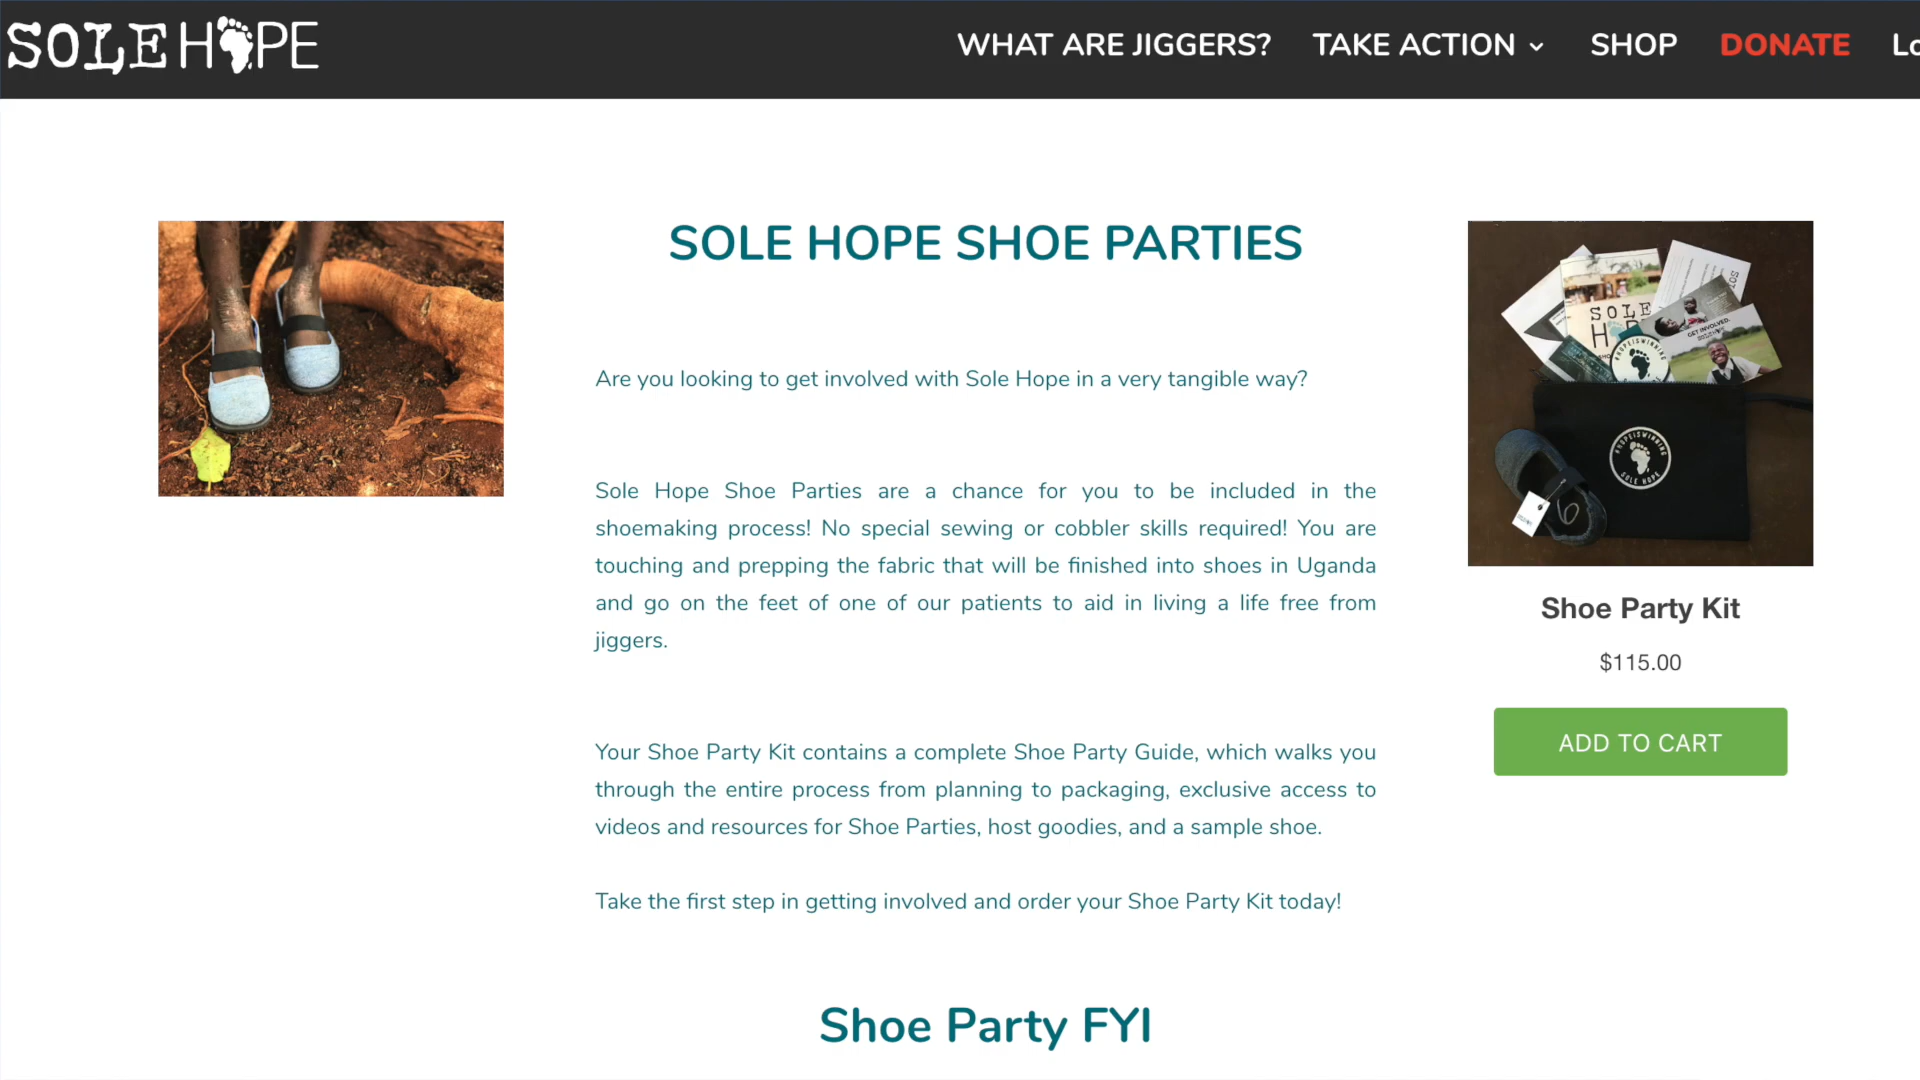 SOLE HOPE
WHAT ARE JIGGERS?
TAKE ACTION
SHOP
DONATE
SOLE HOPE SHOE PARTIES
Are you looking to get involved with Sole Hope in a very tangible way?
Sole Hope Shoe Parties are a chance for you to be included in the
shoemaking process! No special sewing or cobbler skills required! You are
touching and prepping the fabric that will be finished into shoes in Uganda
and go on the feet of one of our patients to aid in living a life free from
jiggers.
Your Shoe Party Kit contains a complete Shoe Party Guide, which walks you
through the entire process from planning to packaging, exclusive access to
videos and resources for Shoe Parties, host goodies, and a sample shoe.
Take the first step in getting involved and order your Shoe Party Kit today!
Shoe Party FYI
SOLE
GET INVOLVED.
#HOPEISWINNING
#HOPEISWINNING
SOLE HOPE
Shoe Party Kit
$115.00
ADD TO CART